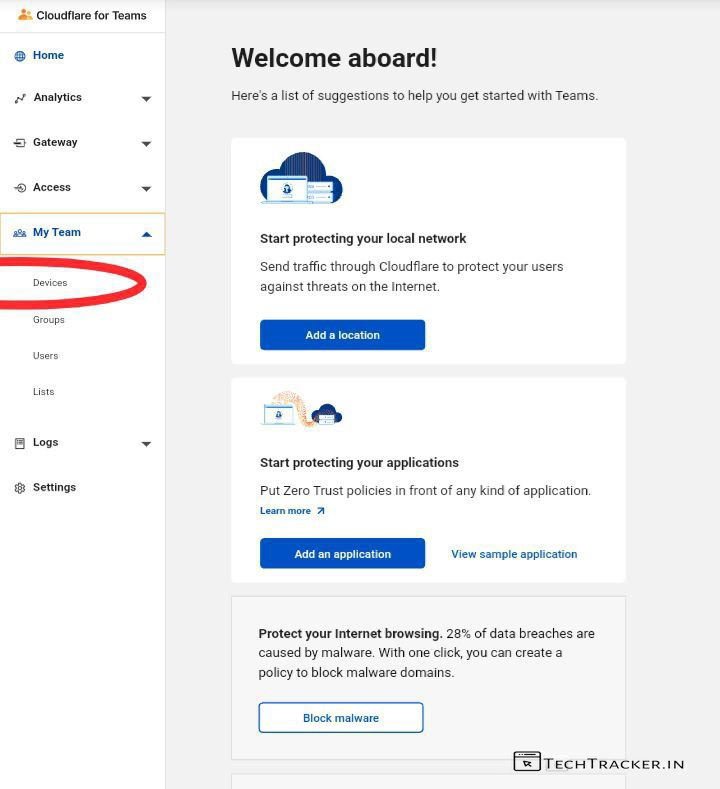 Cloudflare for Teams
Home
Analytics
Gateway
Access
My Team
Devices
Groups
Users
Lists
Logs
Settings
Welcome aboard!
Here's a list of suggestions to help you get started with Teams.
Start protecting your local network
Send traffic through Cloudflare to protect your users
against threats on the Internet.
Add a location
Start protecting your applications
Put Zero Trust policies in front of any kind of application.
Learn more
Add an application
View sample application
Protect your Internet browsing. 28% of data breaches are
caused by malware. With one click, you can create a
policy to block malware domains.
Block malware
TECHTRACKER.IN